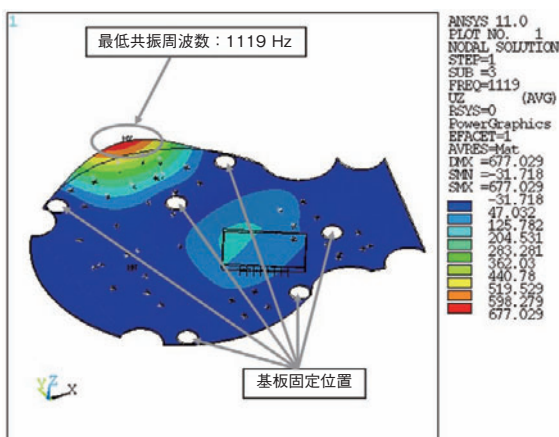 1
最低共振周波数：1119 Hz
ANSYS 11.0
PLOT NO. 1
NODAL SOLUTION
STEP=1
SUB =3
FREQ=1119
UZ (AVG)
RSYS=0
PowerGraphics
EFACET=1
AVRES=Mat
DMX =677.029
SMN =-31.718
SMX =677.029
-31.718
47.032
125.782
204.531
283.281
362.03
440.78
519.529
598.279
677.029
MX
MN
Y
Z
X
基板固定位置